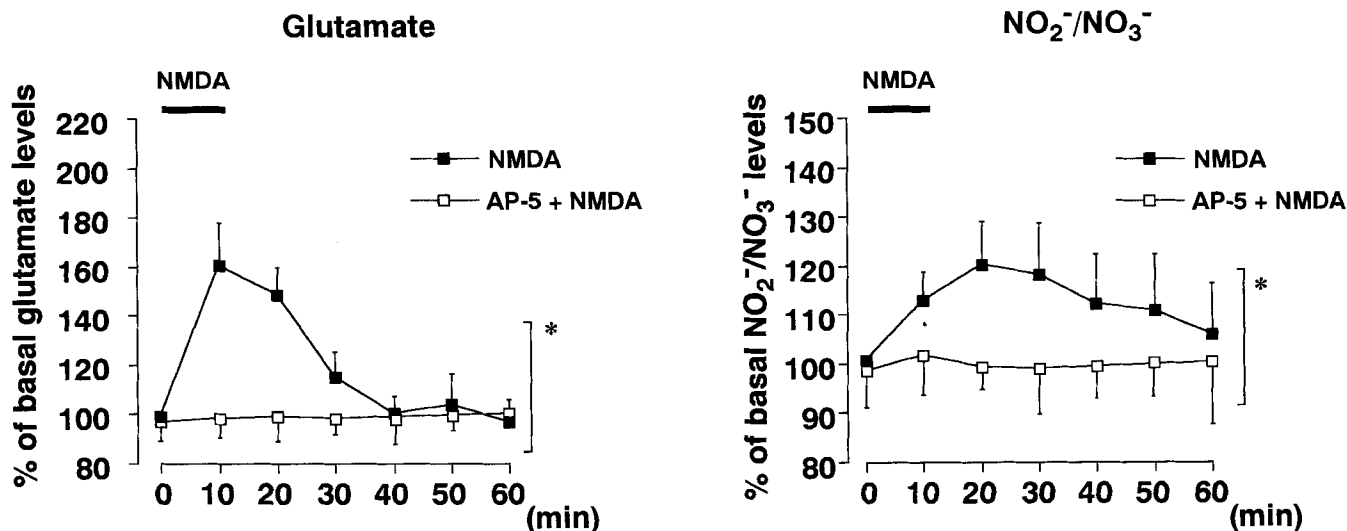 Glutamate
NMDA
% of basal glutamate levels
220
200
180
160
140
120
100
80
NMDA
AP-5 + NMDA
*
0 10 20 30 40 50 60
(min)
NO₂⁻/NO₃⁻
NMDA
% of basal NO₂⁻/NO₃⁻ levels
150
140
130
120
110
100
90
80
NMDA
AP-5 + NMDA
*
0 10 20 30 40 50 60
(min)